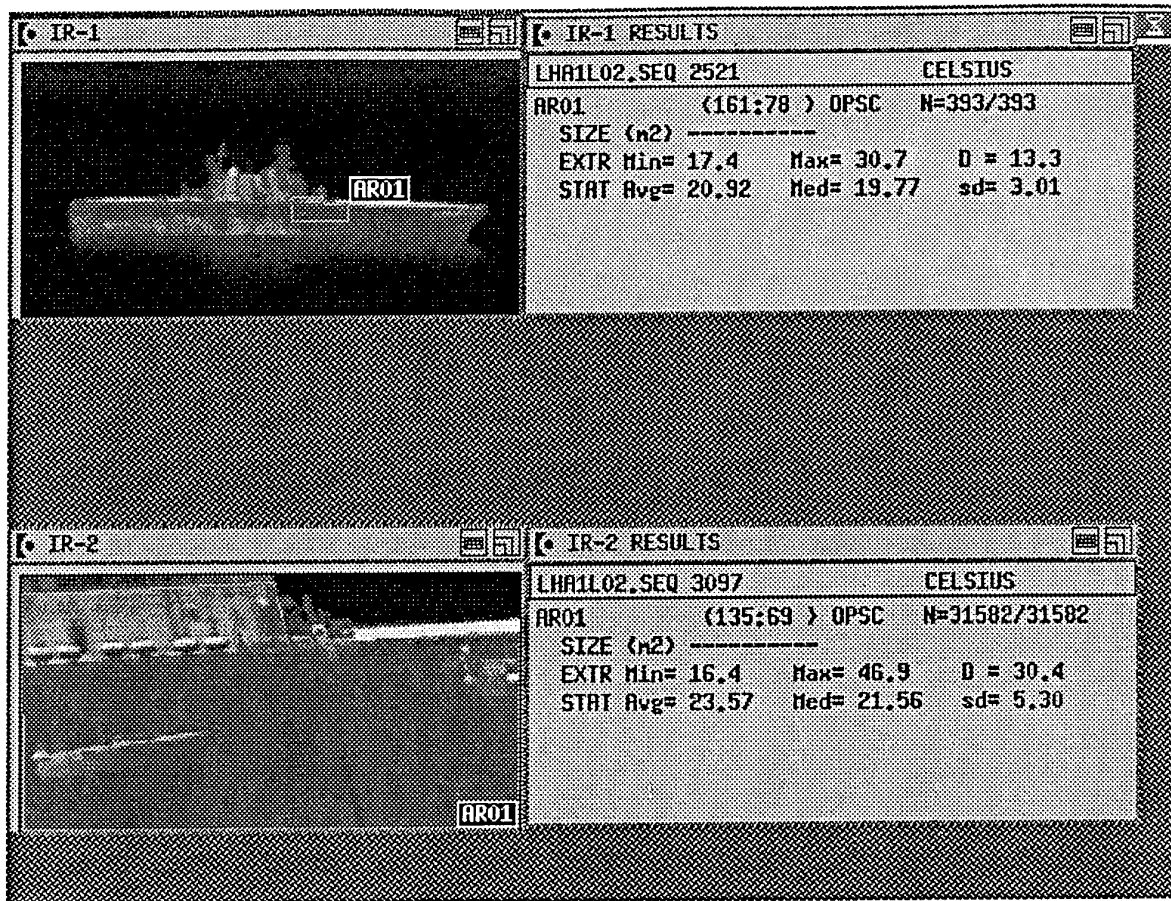 IR-1
AR01
IR-1 RESULTS
LHA1L02.SEQ 2521 CELSIUS
AR01 (161:78 ) OPSC N=393/393
SIZE (m2) ----------
EXTR Min= 17.4 Max= 30.7 D = 13.3
STAT Avg= 20.92 Med= 19.77 sd= 3.01
IR-2
AR01
IR-2 RESULTS
LHA1L02.SEQ 3097 CELSIUS
AR01 (135:69 ) OPSC N=31582/31582
SIZE (m2) ----------
EXTR Min= 16.4 Max= 46.9 D = 30.4
STAT Avg= 23.57 Med= 21.56 sd= 5.30